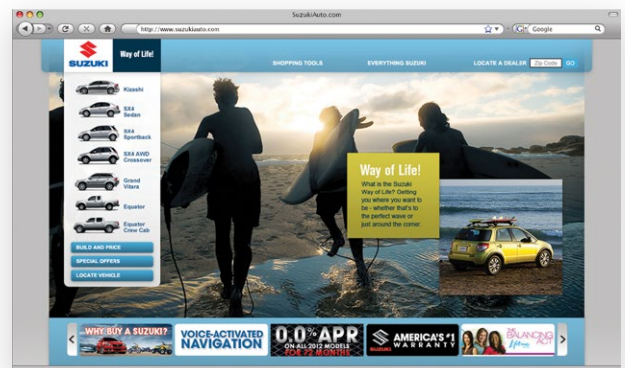 SuzukiAuto.com
http://www.suzukiauto.com
Google
SUZUKI
Way of Life!
SHOPPING TOOLS
EVERYTHING SUZUKI
LOCATE A DEALER
Zip Code
GO
Kizashi
SX4
Sedan
SX4
Sportback
SX4 AWD
Crossover
Grand
Vitara
Equator
Equator
Crew Cab
BUILD AND PRICE
SPECIAL OFFERS
LOCATE VEHICLE
Way of Life!
What is the Suzuki
Way of Life? Getting
you where you want to
be - whether that's to
the perfect wave or
just around the corner.
WHY BUY A SUZUKI?
VOICE-ACTIVATED
NAVIGATION
0.0% APR
ON ALL 2012 MODELS
FOR 72 MONTHS
SUZUKI
AMERICA'S #1
WARRANTY
THE
BALANCING
ACT
Lifetime